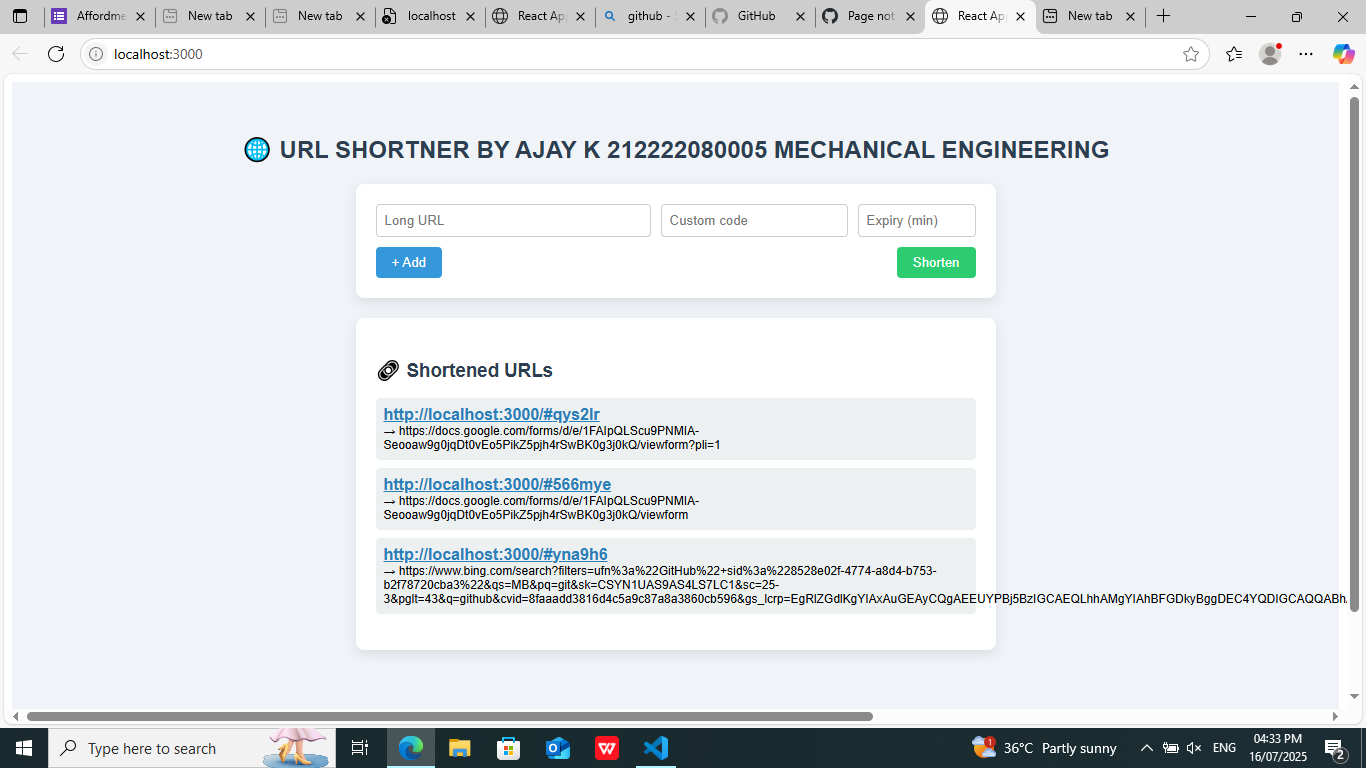 Affordme
New tab
New tab
localhost
React Ap
github - S
GitHub
Page not
React Ap
New tab
localhost:3000
URL SHORTNER BY AJAY K 212222080005 MECHANICAL ENGINEERING
Long URL
Custom code
Expiry (min)
+ Add
Shorten
Shortened URLs
http://localhost:3000/#qys2lr
→ https://docs.google.com/forms/d/e/1FAIpQLScu9PNMIA-
Seooaw9g0jqDt0vEo5PikZ5pjh4rSwBK0g3j0kQ/viewform?pli=1
http://localhost:3000/#566mye
→ https://docs.google.com/forms/d/e/1FAIpQLScu9PNMIA-
Seooaw9g0jqDt0vEo5PikZ5pjh4rSwBK0g3j0kQ/viewform
http://localhost:3000/#yna9h6
→ https://www.bing.com/search?filters=ufn%3a%22GitHub%22+sid%3a%228528e02f-4774-a8d4-b753-
b2f78720cba3%22&qs=MB&pq=git&sk=CSYN1UAS9AS4LS7LC1&sc=25-
3&pglt=43&q=github&cvid=8faaadd3816d4c5a9c87a8a3860cb596&gs_lcrp=EgRlZGdlKgYIAxAuGEAyCQgAEEUYPBj5BzIGCAEQLhhAMgYIAhBFGDkyBggDEC4YQDIGCAQQABh
Type here to search
1
36°C Partly sunny
ENG
04:33 PM
16/07/2025
2